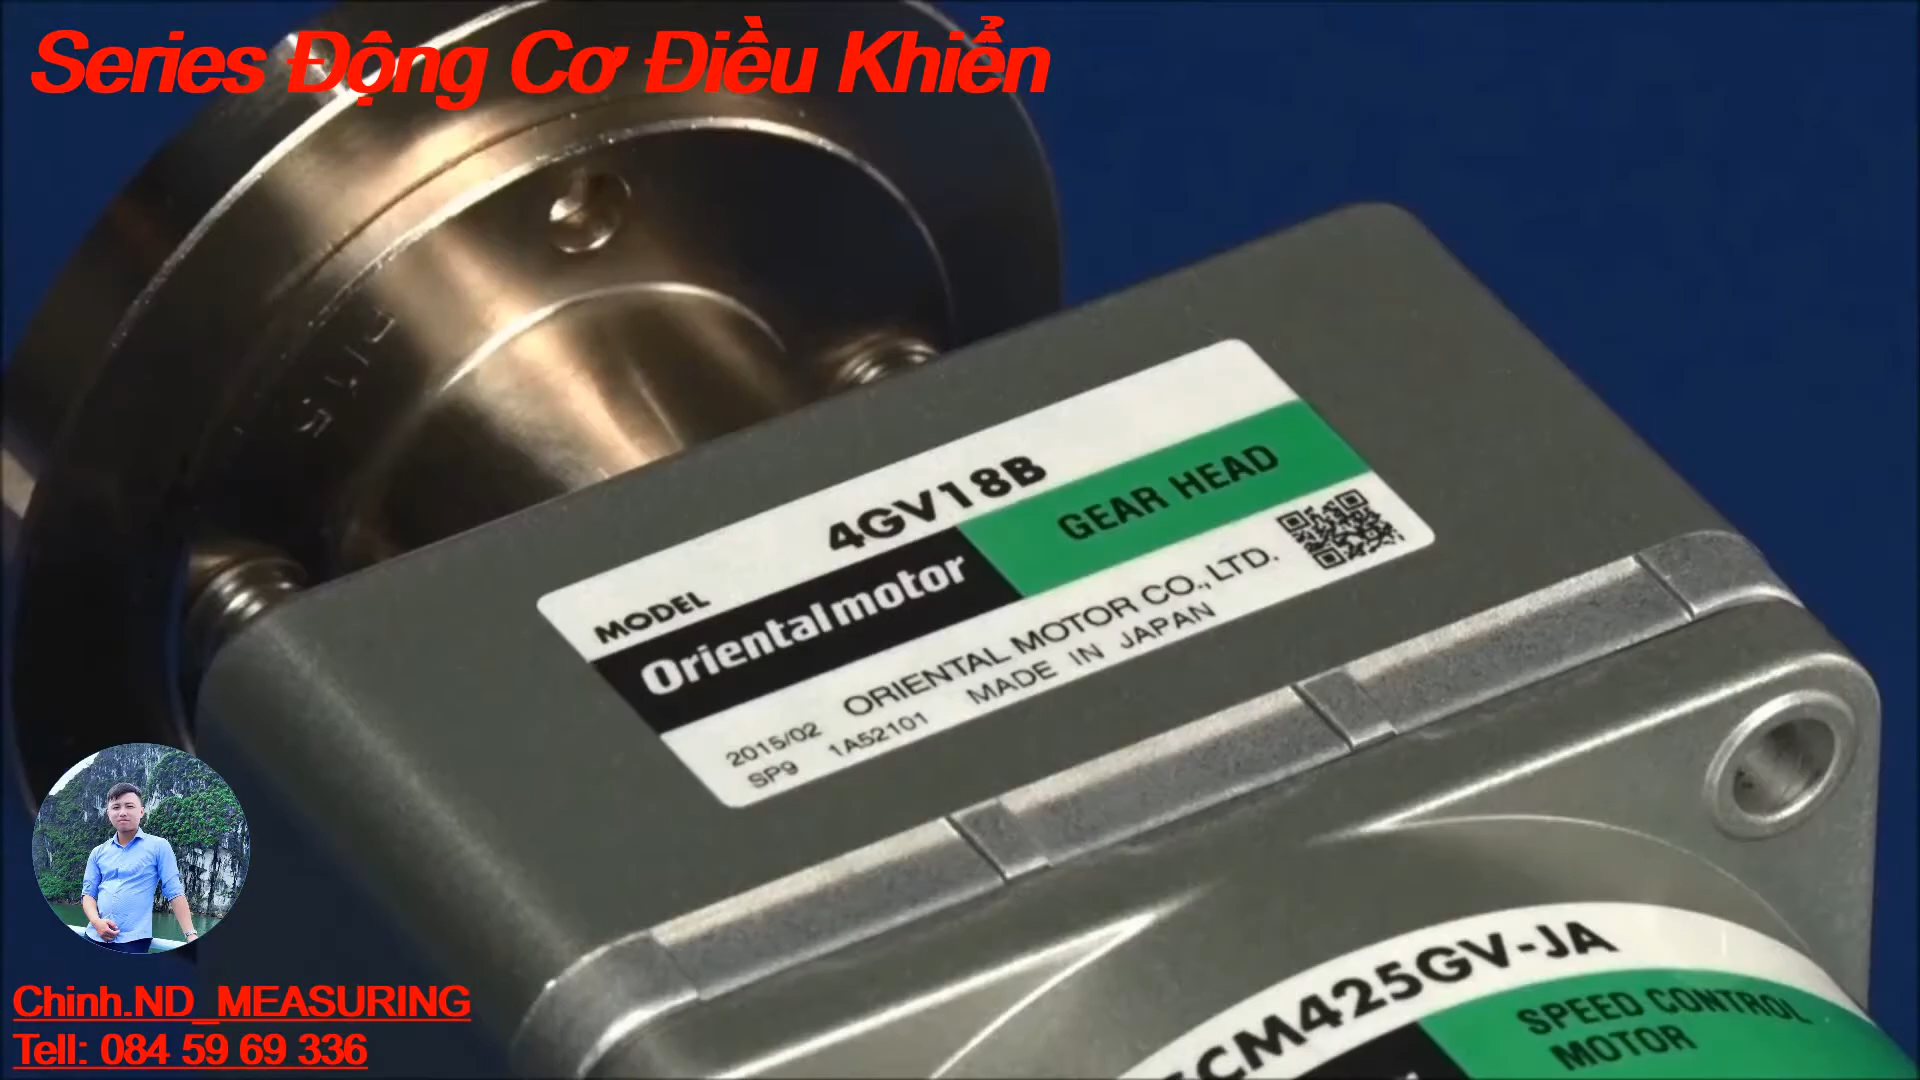 Series Động Cơ Điều Khiển
MODEL 4GV18B
Orientalmotor GEAR HEAD
2015/02 ORIENTAL MOTOR CO., LTD.
SP9 1A52101 MADE IN JAPAN
CM425GV-JA
SPEED CONTROL
MOTOR
Chinh.ND_MEASURING
Tell: 084 59 69 336